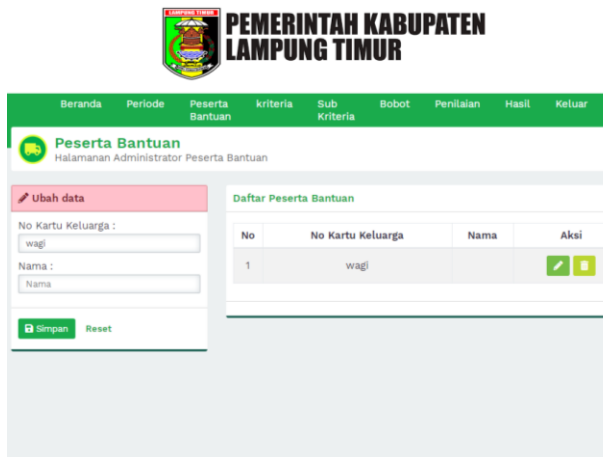 LAMPUNG TIMUR
PEMERINTAH KABUPATEN
LAMPUNG TIMUR
Beranda Periode Peserta Bantuan kriteria Sub Kriteria Bobot Penilaian Hasil Keluar
Peserta Bantuan
Halamanan Administrator Peserta Bantuan
Ubah data
No Kartu Keluarga :
wagi
Nama :
Nama
Simpan Reset
Daftar Peserta Bantuan
No No Kartu Keluarga Nama Aksi
1 wagi